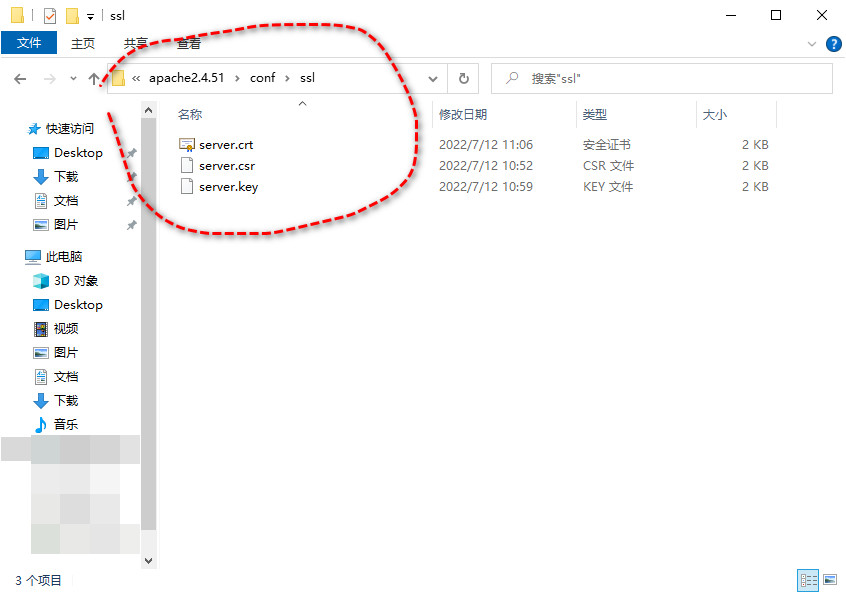 ssl
文件 主页 共享 查看
« apache2.4.51 › conf › ssl
搜索"ssl"
名称 修改日期 类型 大小
server.crt 2022/7/12 11:06 安全证书 2 KB
server.csr 2022/7/12 10:52 CSR 文件 2 KB
server.key 2022/7/12 10:59 KEY 文件 2 KB
快速访问
Desktop
下载
文档
图片
此电脑
3D 对象
Desktop
视频
图片
文档
下载
音乐
3 个项目